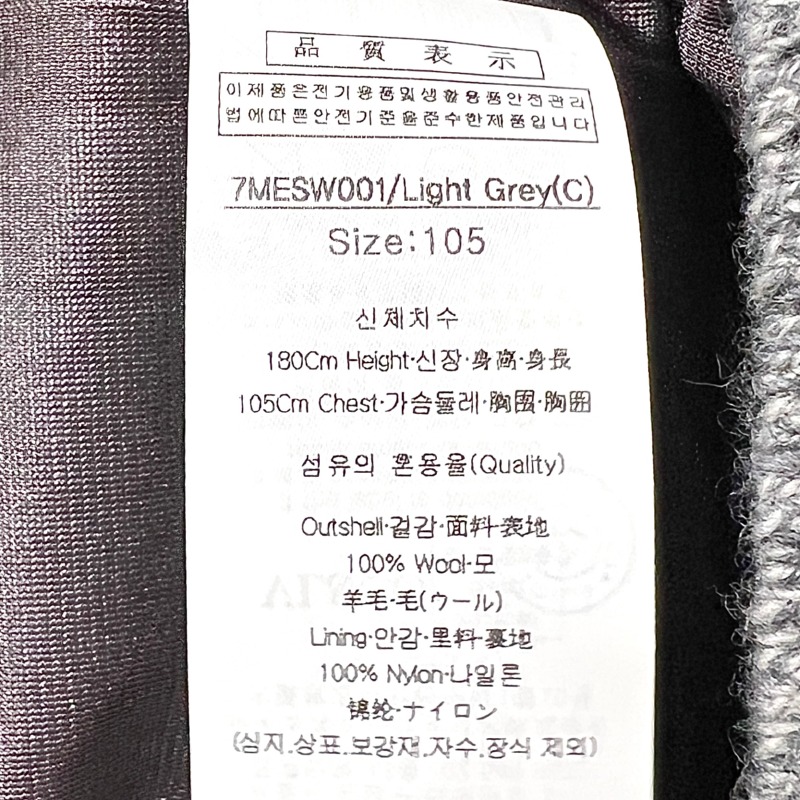 品質表示
이제품은전기용품및생활용품안전관리
법에따른안전기준을준수한제품입니다
7MESW001/Light Grey(C)
Size:105
신체치수
180Cm Height·신장·身高·身長
105Cm Chest·가슴둘레·胸围·胸囲
섬유의 혼용율(Quality)
Outshell·겉감·面料·表地
100% Wool·모
羊毛·毛(ウール)
Lining·안감·里料·裏地
100% Nylon·나일론
锦纶·ナイロン
(심지.상표.보강재.자수.장식 제외)